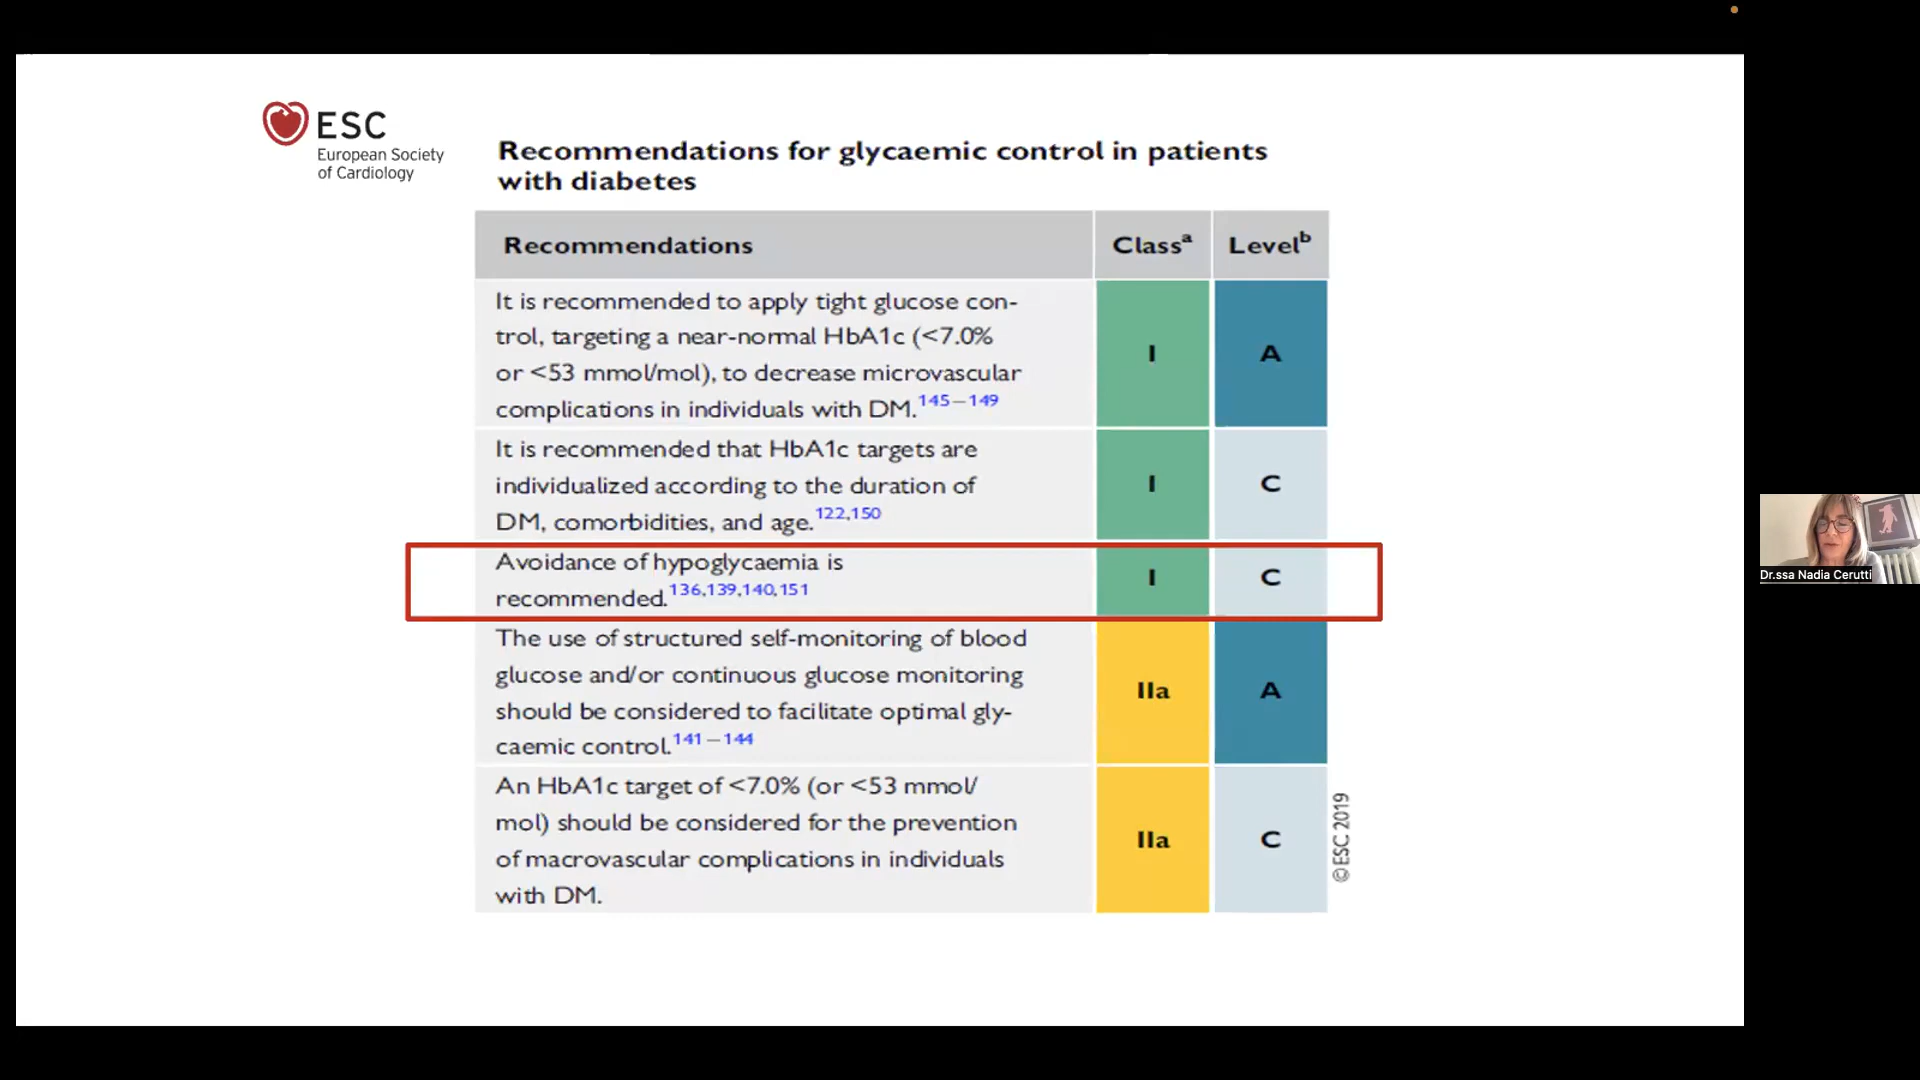 ESC
European Society
of Cardiology
Recommendations for glycaemic control in patients
with diabetes
Recommendations Classᵃ Levelᵇ
It is recommended to apply tight glucose con-
trol, targeting a near-normal HbA1c (<7.0%
or <53 mmol/mol), to decrease microvascular
complications in individuals with DM.145–149
I A
It is recommended that HbA1c targets are
individualized according to the duration of
DM, comorbidities, and age.122,150
I C
Avoidance of hypoglycaemia is
recommended.136,139,140,151
I C
The use of structured self-monitoring of blood
glucose and/or continuous glucose monitoring
should be considered to facilitate optimal gly-
caemic control.141–144
IIa A
An HbA1c target of <7.0% (or <53 mmol/
mol) should be considered for the prevention
of macrovascular complications in individuals
with DM.
IIa C
©ESC 2019
Dr.ssa Nadia Cerutti